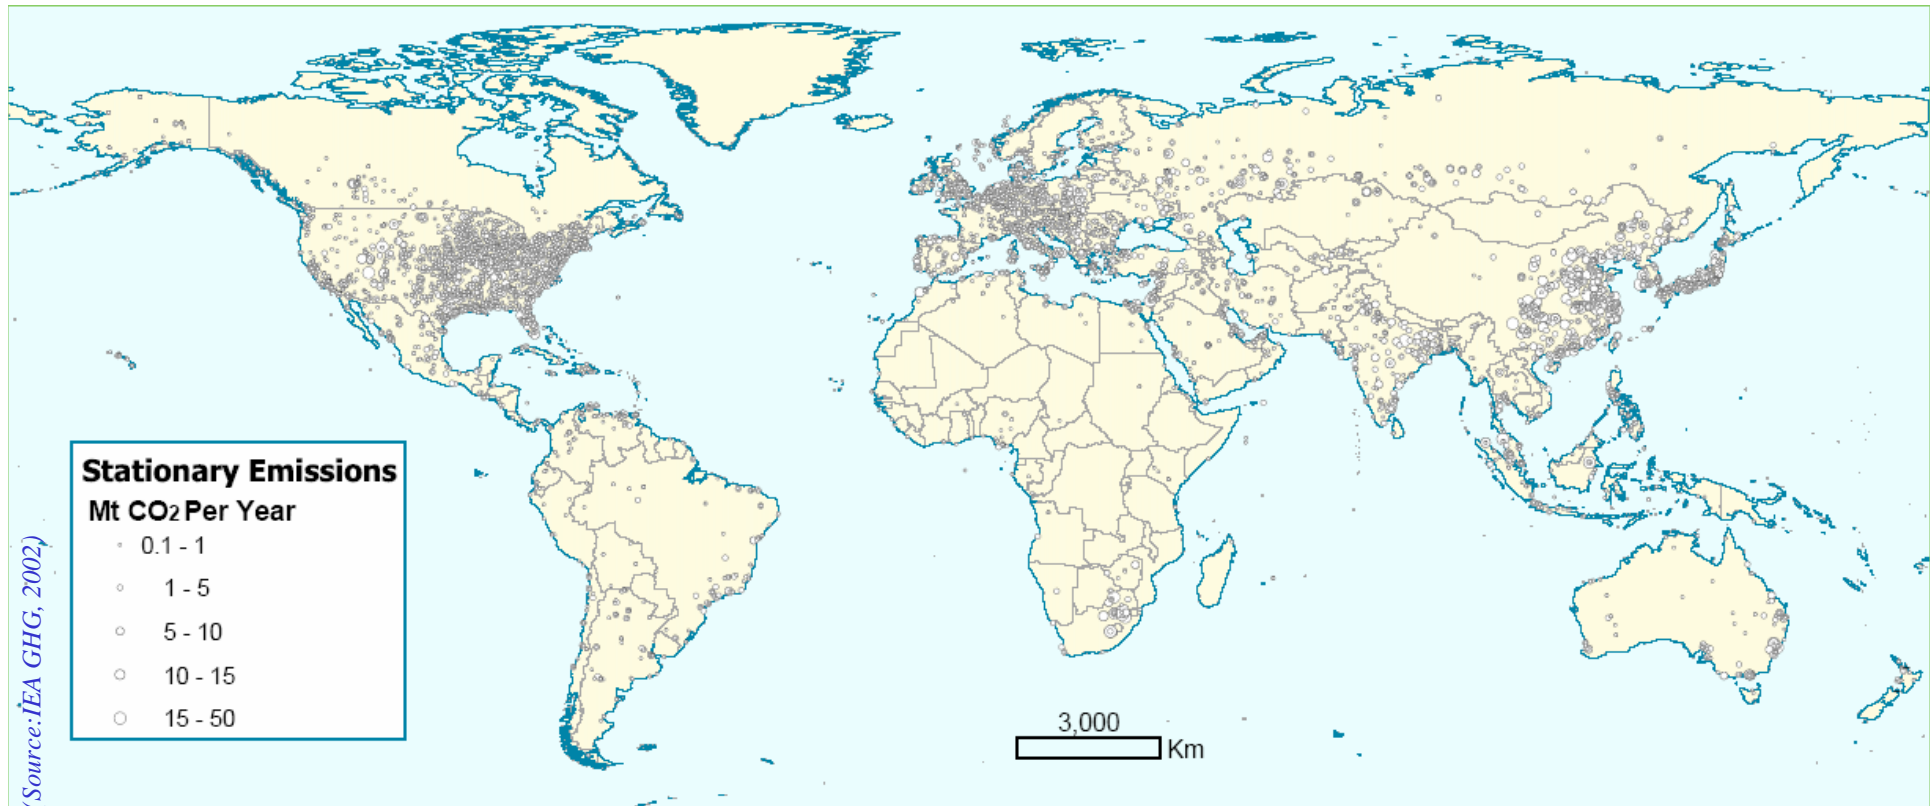 Stationary Emissions
Mt CO2 Per Year
0.1 - 1
1 - 5
5 - 10
10 - 15
15 - 50
3,000
Km
(Source:IEA GHG, 2002)